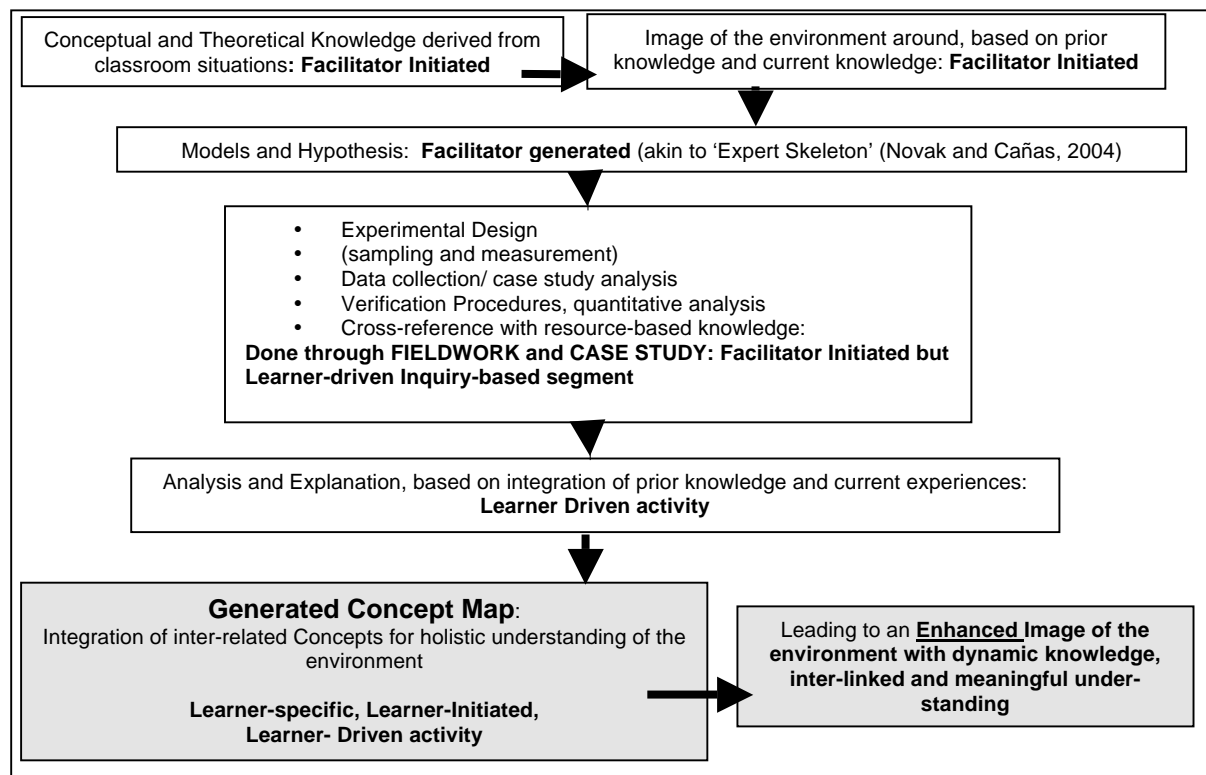 Conceptual and Theoretical Knowledge derived from
classroom situations: Facilitator Initiated
Image of the environment around, based on prior
knowledge and current knowledge: Facilitator Initiated
Models and Hypothesis: Facilitator generated (akin to ‘Expert Skeleton’ (Novak and Cañas, 2004)
• Experimental Design
• (sampling and measurement)
• Data collection/ case study analysis
• Verification Procedures, quantitative analysis
• Cross-reference with resource-based knowledge:
Done through FIELDWORK and CASE STUDY: Facilitator Initiated but
Learner-driven Inquiry-based segment
Analysis and Explanation, based on integration of prior knowledge and current experiences:
Learner Driven activity
Generated Concept Map:
Integration of inter-related Concepts for holistic understanding of the
environment
Learner-specific, Learner-Initiated,
Learner- Driven activity
Leading to an Enhanced Image of the
environment with dynamic knowledge,
inter-linked and meaningful under-
standing